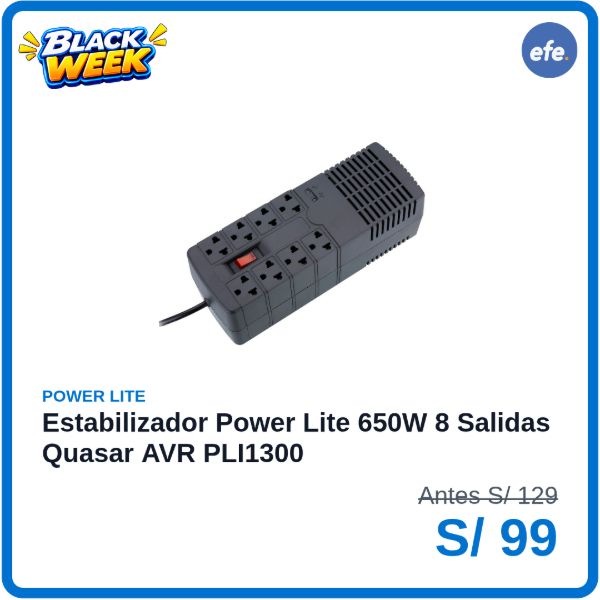 BLACK
WEEK
efe.
POWER LITE
Estabilizador Power Lite 650W 8 Salidas
Quasar AVR PLI1300
Antes S/ 129
S/ 99